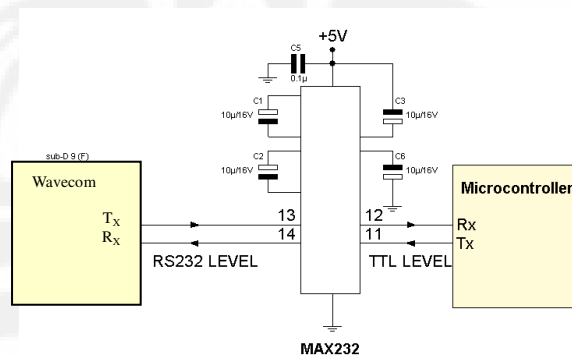 +5V
C5
0.1µ
C1
10µ/16V
C3
10µ/16V
C2
10µ/16V
C6
10µ/16V
sub-D 9 (F)
Wavecom
Microcontroller
TX
13
12
Rx
RX
14
11
Tx
RS232 LEVEL
TTL LEVEL
MAX232